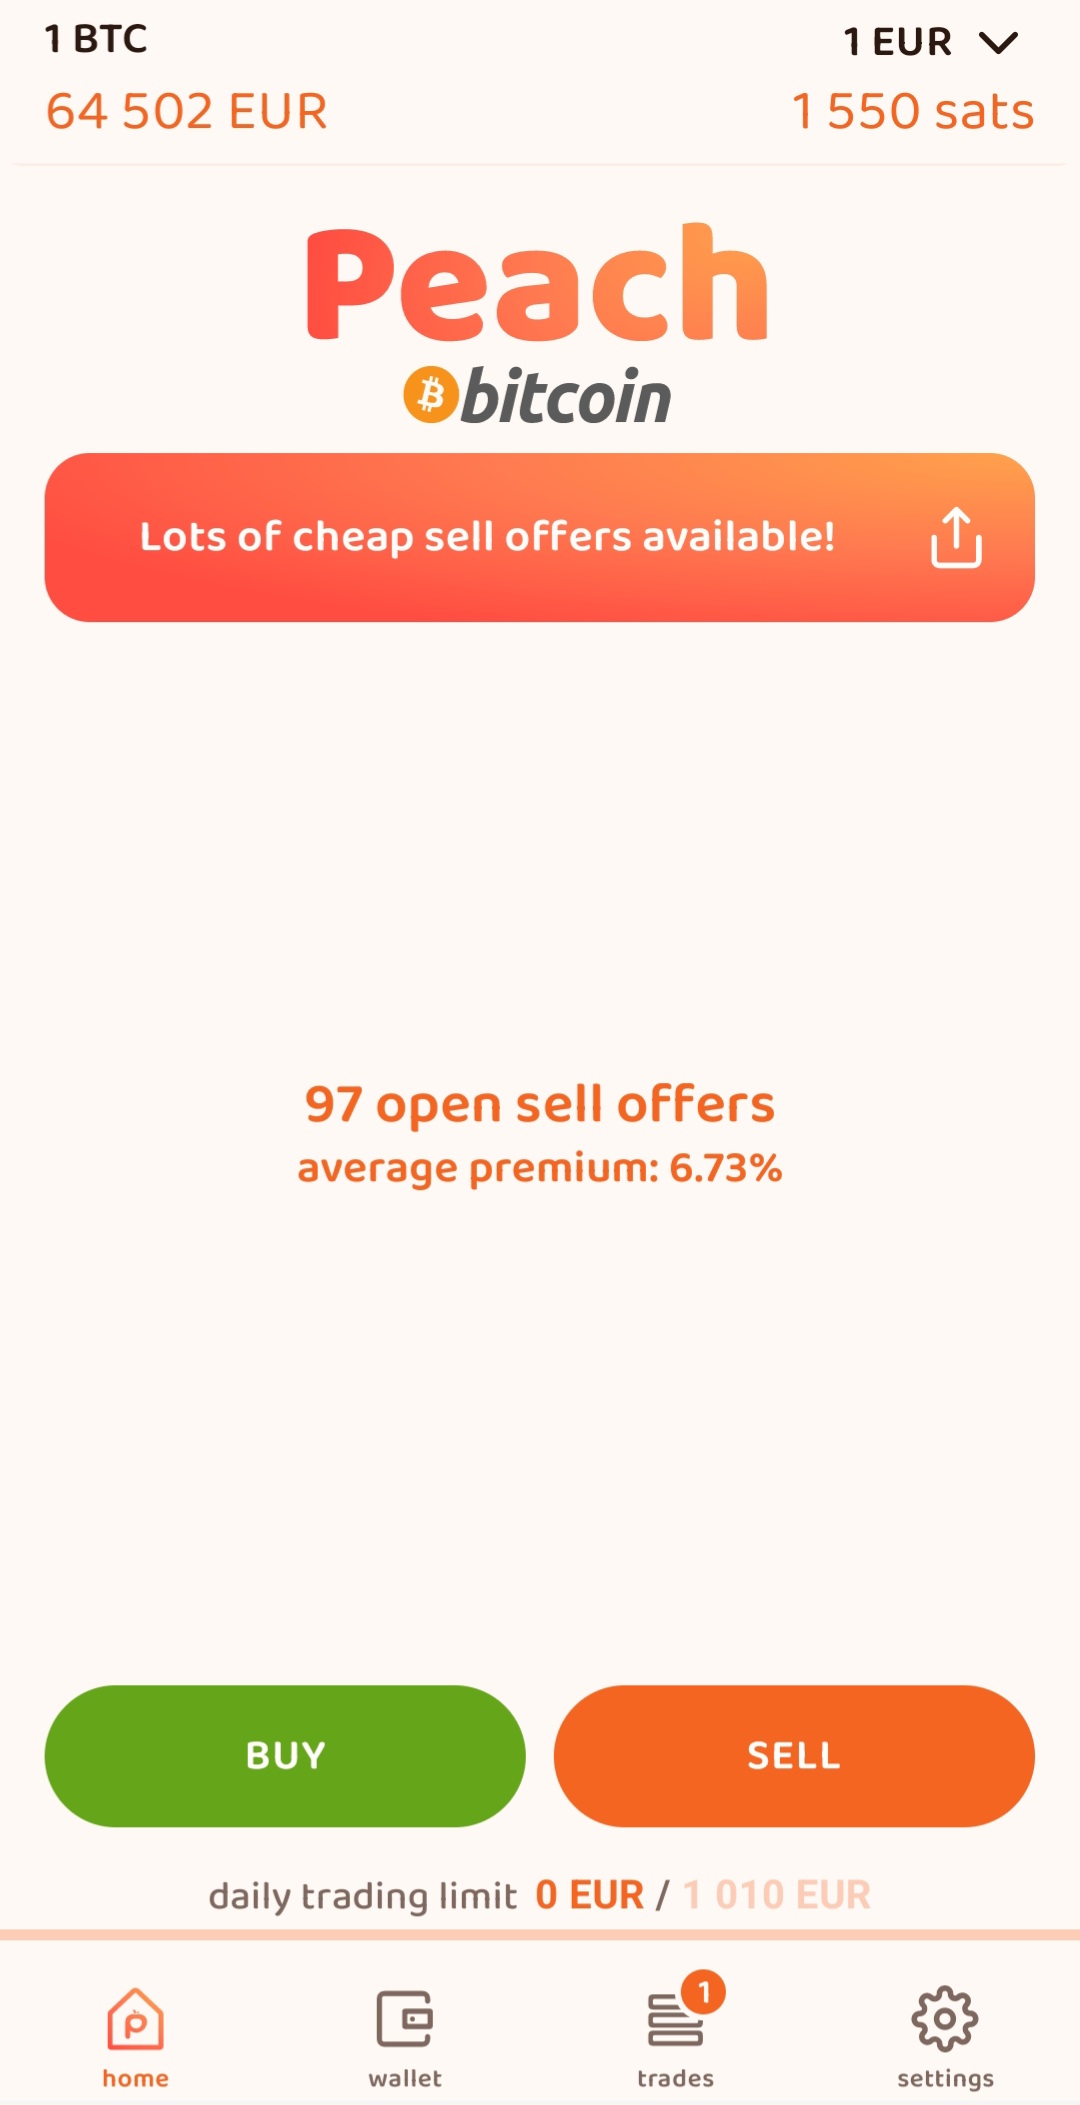 1 BTC
1 EUR
64 502 EUR
1 550 sats
Peach
bitcoin
Lots of cheap sell offers available!
97 open sell offers
average premium: 6.73%
BUY
SELL
daily trading limit 0 EUR / 1 010 EUR
1
home
wallet
trades
settings